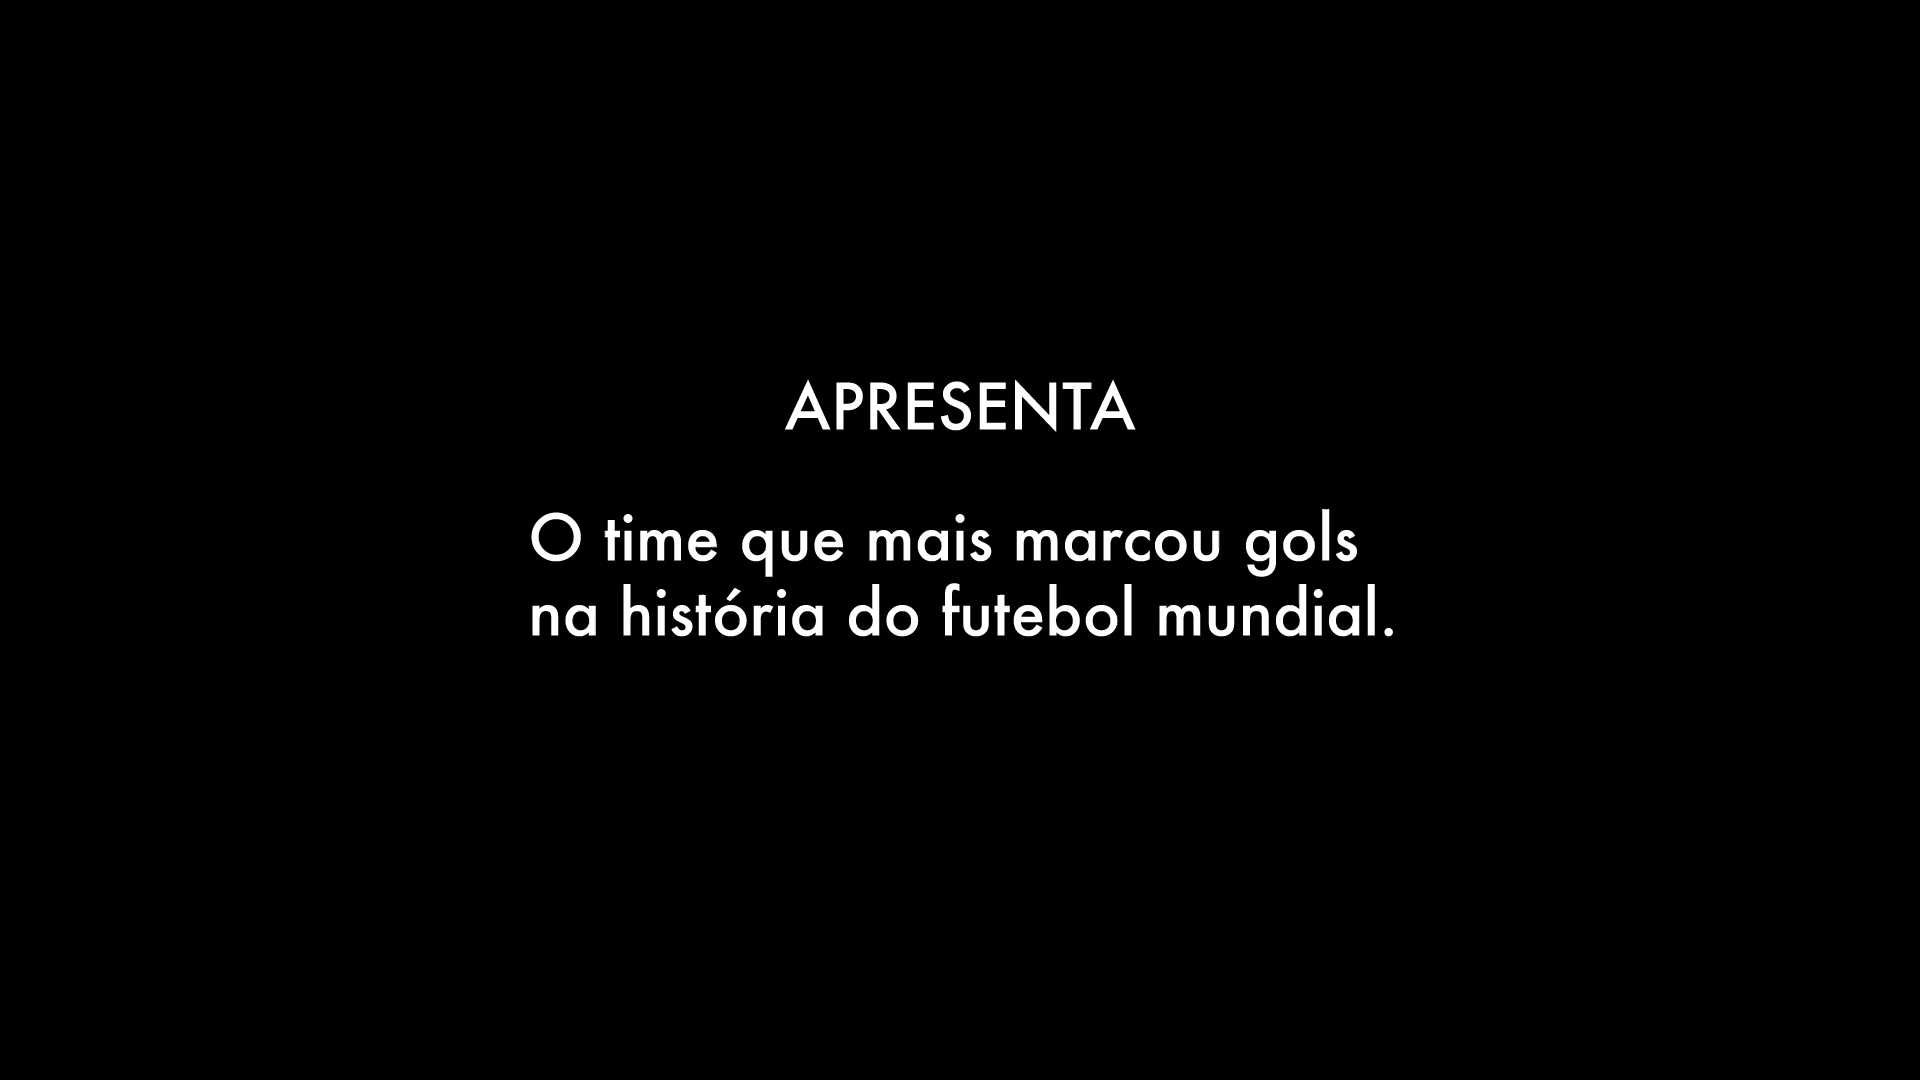 APRESENTA
O time que mais marcou gols
na história do futebol mundial.